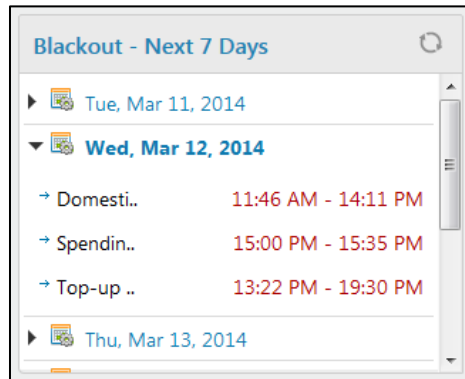 Blackout - Next 7 Days
Tue, Mar 11, 2014
Wed, Mar 12, 2014
Domesti.. 11:46 AM - 14:11 PM
Spendin.. 15:00 PM - 15:35 PM
Top-up .. 13:22 PM - 19:30 PM
Thu, Mar 13, 2014